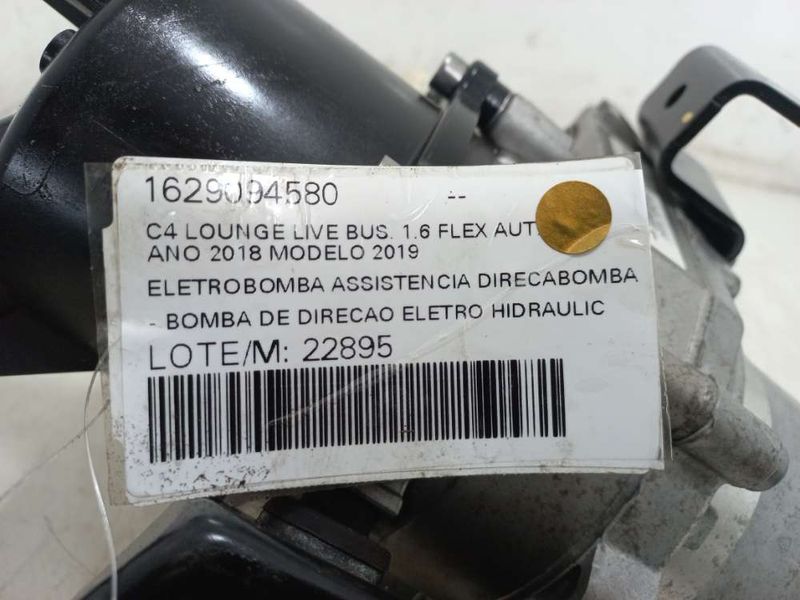 1629094580 --
C4 LOUNGE LIVE BUS. 1.6 FLEX AUT
ANO 2018 MODELO 2019
ELETROBOMBA ASSISTENCIA DIRECABOMBA
- BOMBA DE DIRECAO ELETRO HIDRAULIC
LOTE/M: 22895